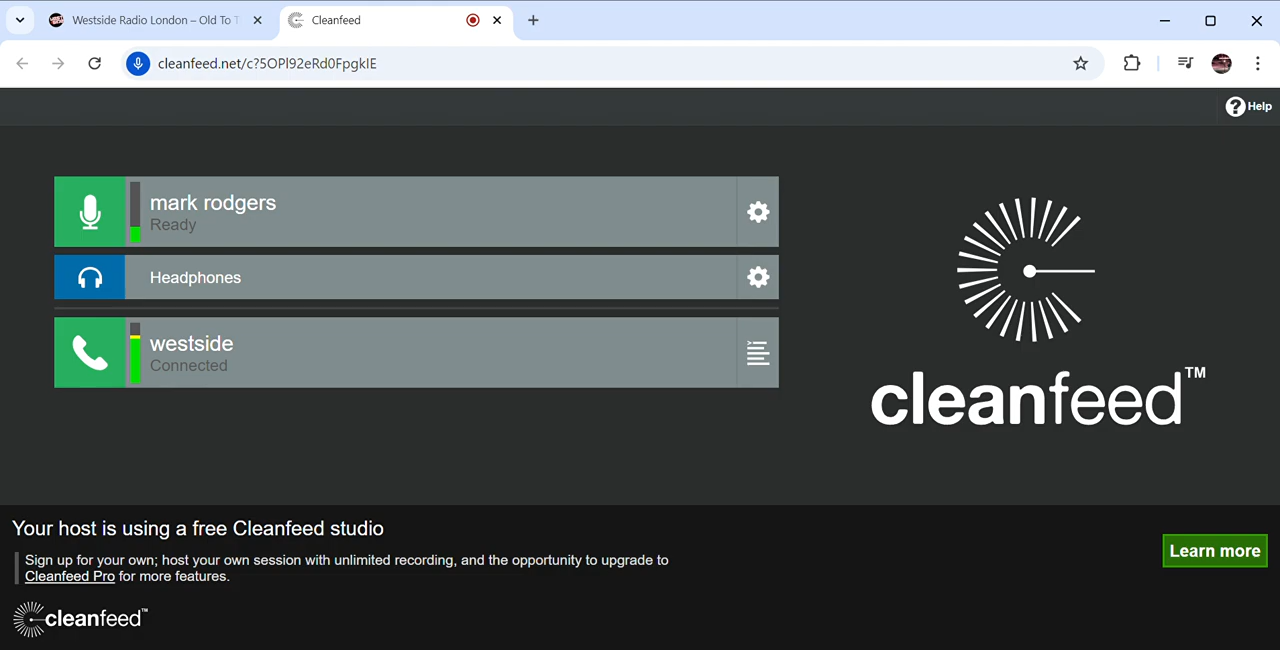 Westside Radio London – Old To T
Cleanfeed
cleanfeed.net/c?5OPl92eRd0FpgkIE
Help
mark rodgers
Ready
Headphones
westside
Connected
cleanfeed™
Your host is using a free Cleanfeed studio
Sign up for your own; host your own session with unlimited recording, and the opportunity to upgrade to
Cleanfeed Pro for more features.
Learn more
cleanfeed™